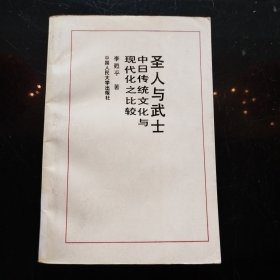 圣人与武士
中日传统文化与
现代化之比较
李甦平 著
中国人民大学出版社